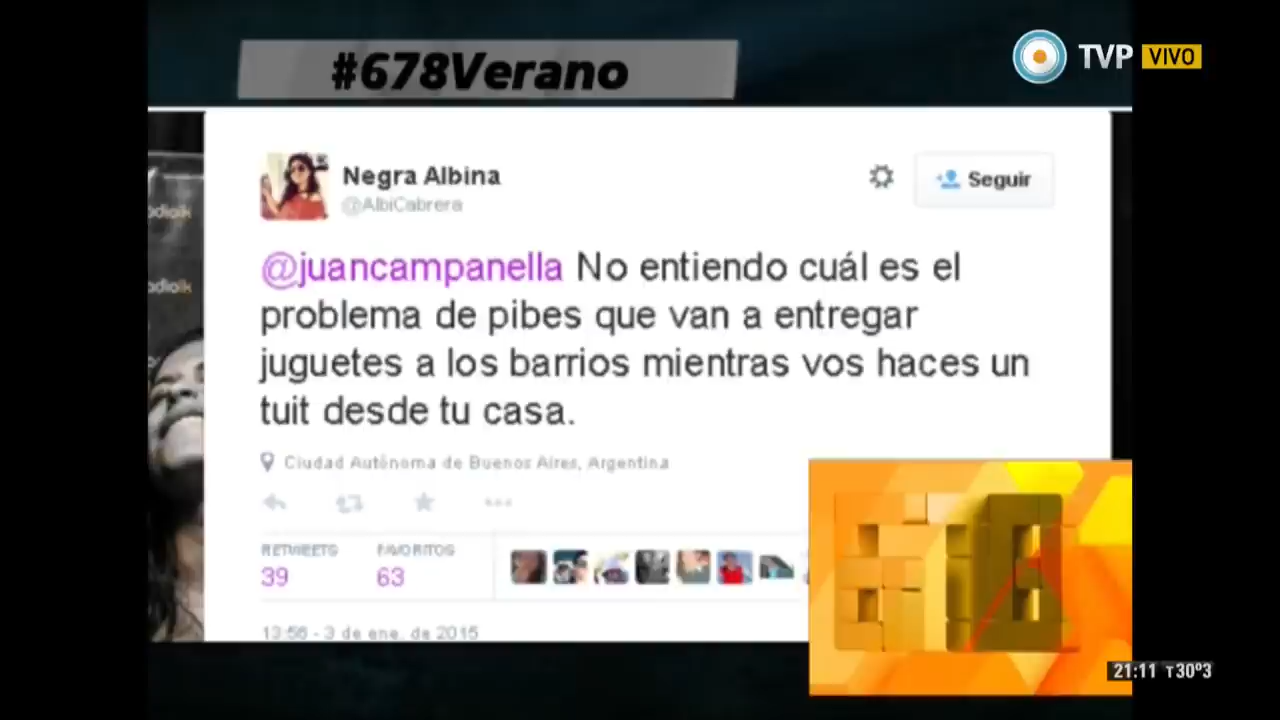 #678Verano
TVP VIVO
Negra Albina
@AlbiCabrera
Seguir
@juancampanella No entiendo cuál es el
problema de pibes que van a entregar
juguetes a los barrios mientras vos haces un
tuit desde tu casa.
Ciudad Autónoma de Buenos Aires, Argentina
RETWEETS FAVORITOS
39 63
13:56 - 3 de ene. de 2015
21:11 T30º3